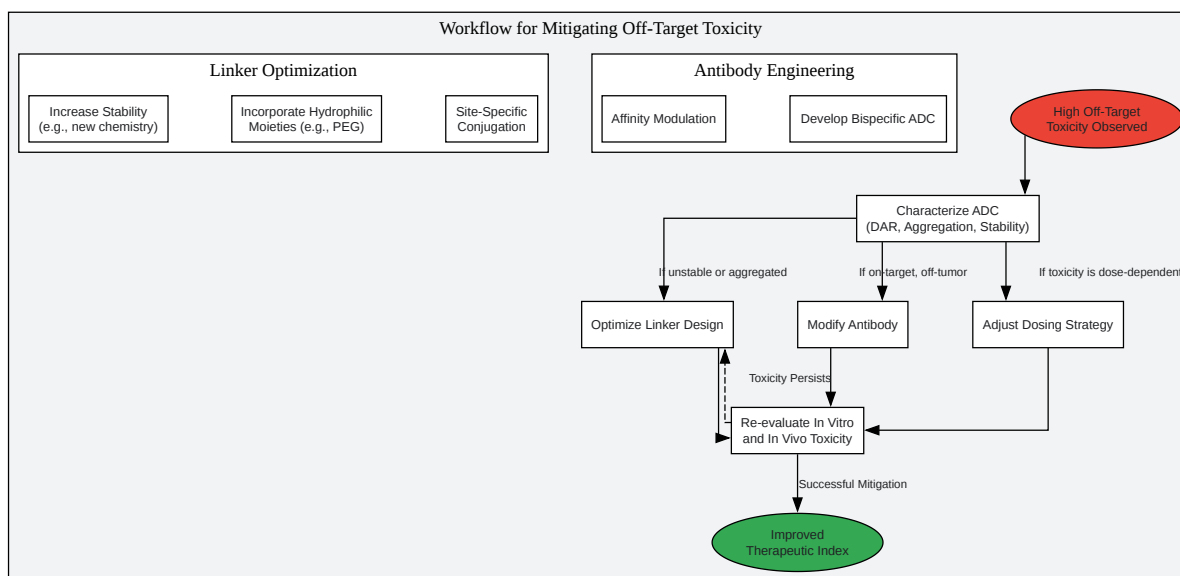 Workflow for Mitigating Off-Target Toxicity
Linker Optimization
Increase Stability
(e.g., new chemistry)
Incorporate Hydrophilic
Moieties (e.g., PEG)
Site-Specific
Conjugation
Antibody Engineering
Affinity Modulation
Develop Bispecific ADC
High Off-Target
Toxicity Observed
Characterize ADC
(DAR, Aggregation, Stability)
If unstable or aggregated
If on-target, off-tumor
If toxicity is dose-dependent
Optimize Linker Design
Modify Antibody
Adjust Dosing Strategy
Toxicity Persists
Re-evaluate In Vitro
and In Vivo Toxicity
Successful Mitigation
Improved
Therapeutic Index